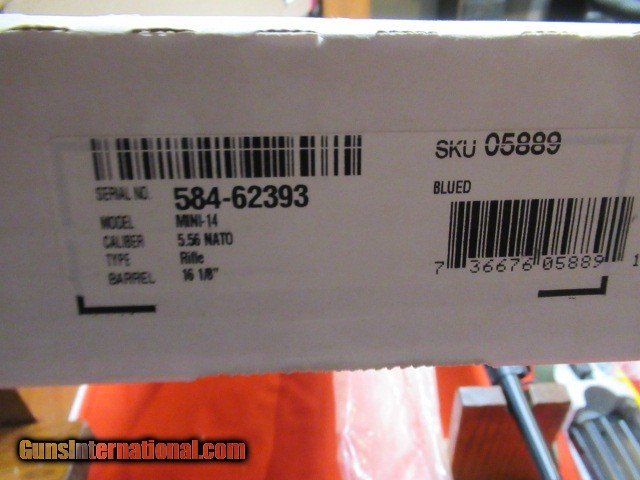 SKU 05889
SERIAL NO. 584-62393
BLUED
MODEL MINI-14
CALIBER 5.56 NATO
TYPE Rifle
BARREL 16 1/8"
7 36676 05889 1
GunsInternational.com